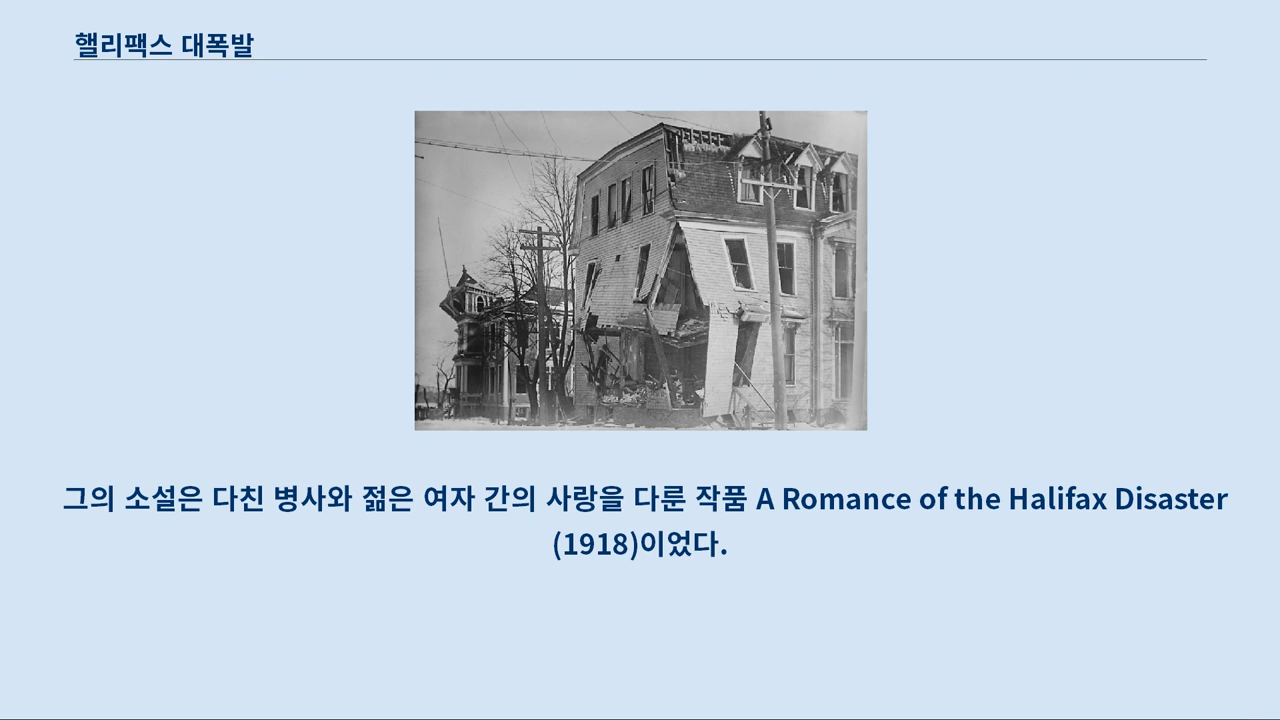 핼리팩스 대폭발
그의 소설은 다친 병사와 젊은 여자 간의 사랑을 다룬 작품 A Romance of the Halifax Disaster
(1918)이었다.